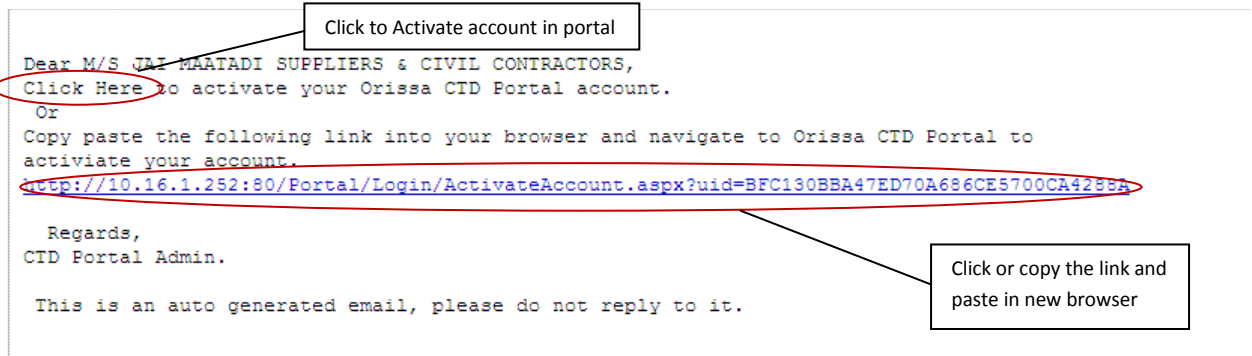 Click to Activate account in portal
Dear M/S JAI MAATADI SUPPLIERS & CIVIL CONTRACTORS,
Click Here to activate your Orissa CTD Portal account.
Or
Copy paste the following link into your browser and navigate to Orissa CTD Portal to
activiate your account.
http://10.16.1.252:80/Portal/Login/ActivateAccount.aspx?uid=BFC130BBA47ED70A686CE5700CA4288A
Regards,
CTD Portal Admin.
Click or copy the link and
paste in new browser
This is an auto generated email, please do not reply to it.